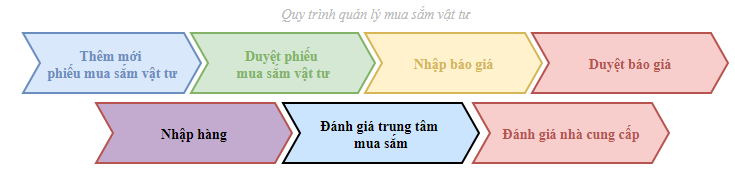 Quy trình quản lý mua sắm vật tư
Thêm mới
phiếu mua sắm vật tư
Duyệt phiếu
mua sắm vật tư
Nhập báo giá
Duyệt báo giá
Nhập hàng
Đánh giá trung tâm
mua sắm
Đánh giá nhà cung cấp